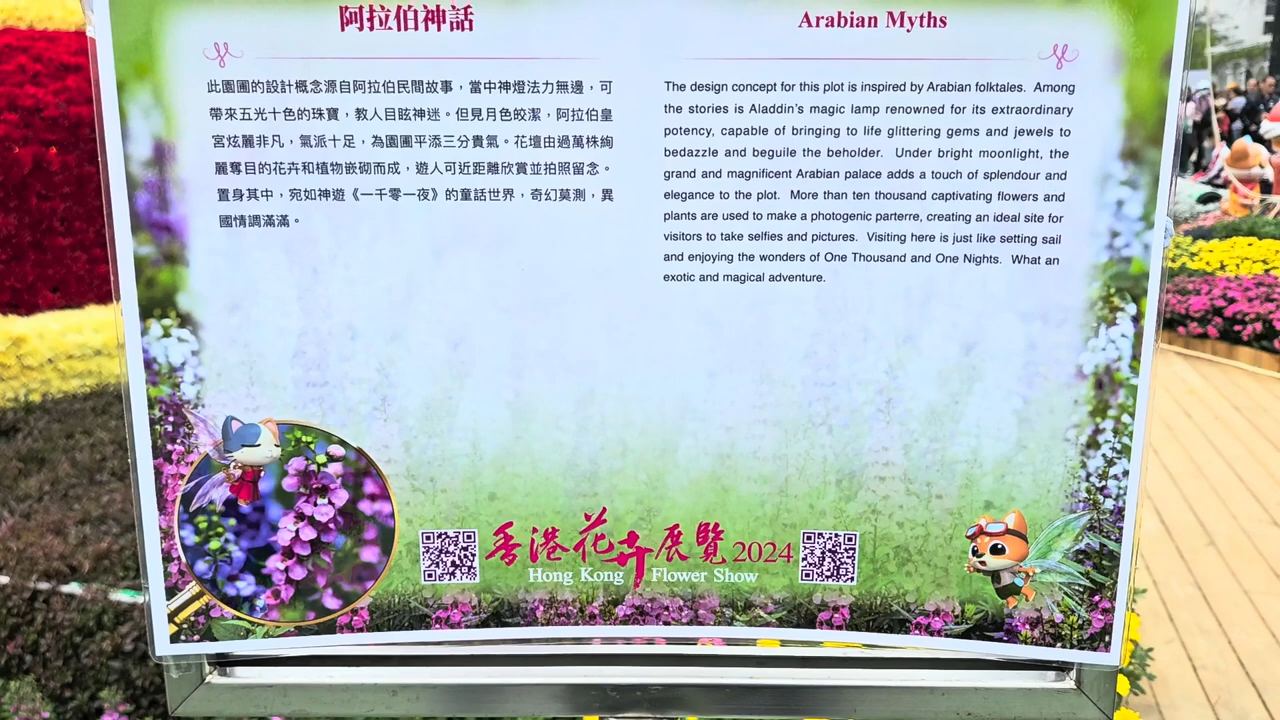 阿拉伯神話
此園圃的設計概念源自阿拉伯民間故事，當中神燈法力無邊，可
帶來五光十色的珠寶，教人目眩神迷。但見月色皎潔，阿拉伯皇
宮炫麗非凡，氣派十足，為園圃平添三分貴氣。花壇由過萬株絢
麗奪目的花卉和植物嵌砌而成，遊人可近距離欣賞並拍照留念。
置身其中，宛如神遊《一千零一夜》的童話世界，奇幻莫測，異
國情調滿滿。
Arabian Myths
The design concept for this plot is inspired by Arabian folktales. Among
the stories is Aladdin's magic lamp renowned for its extraordinary
potency, capable of bringing to life glittering gems and jewels to
bedazzle and beguile the beholder. Under bright moonlight, the
grand and magnificent Arabian palace adds a touch of splendour and
elegance to the plot. More than ten thousand captivating flowers and
plants are used to make a photogenic parterre, creating an ideal site for
visitors to take selfies and pictures. Visiting here is just like setting sail
and enjoying the wonders of One Thousand and One Nights. What an
exotic and magical adventure.
香港花卉展覽2024
Hong Kong Flower Show